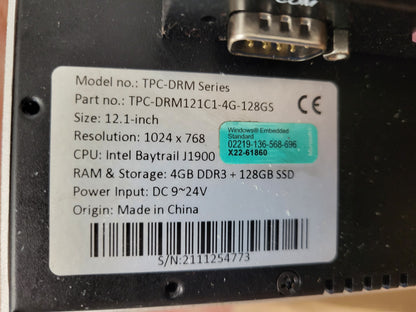 COM
Model no.: TPC-DRM Series
Part no.: TPC-DRM121C1-4G-128GS
Size: 12.1-inch
Resolution: 1024 x 768
CPU: Intel Baytrail J1900
RAM & Storage: 4GB DDR3 + 128GB SSD
Power Input: DC 9~24V
Origin: Made in China
S/N:2111254773
CE
Windows® Embedded
Standard
02219-136-568-696
X22-61860
Microsoft